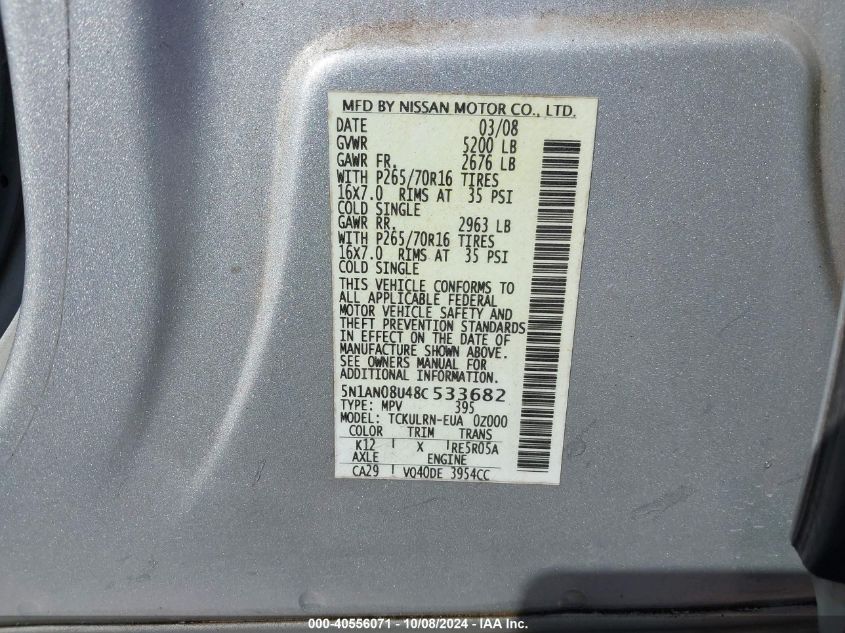 MFD BY NISSAN MOTOR CO., LTD.
DATE 03/08
GVWR 5200 LB
GAWR FR. 2676 LB
WITH P265/70R16 TIRES
16X7.0 RIMS AT 35 PSI
COLD SINGLE
GAWR RR. 2963 LB
WITH P265/70R16 TIRES
16X7.0 RIMS AT 35 PSI
COLD SINGLE
THIS VEHICLE CONFORMS TO
ALL APPLICABLE FEDERAL
MOTOR VEHICLE SAFETY AND
THEFT PREVENTION STANDARDS
IN EFFECT ON THE DATE OF
MANUFACTURE SHOWN ABOVE.
SEE OWNERS MANUAL FOR
ADDITIONAL INFORMATION.
5N1AN08U48C533682
TYPE: MPV 395
MODEL: TCKULRN-EUA 0Z000
COLOR TRIM TRANS
K12 X RE5R05A
AXLE ENGINE
CA29 VQ40DE 3954CC
000-40556071 - 10/08/2024 - IAA Inc.